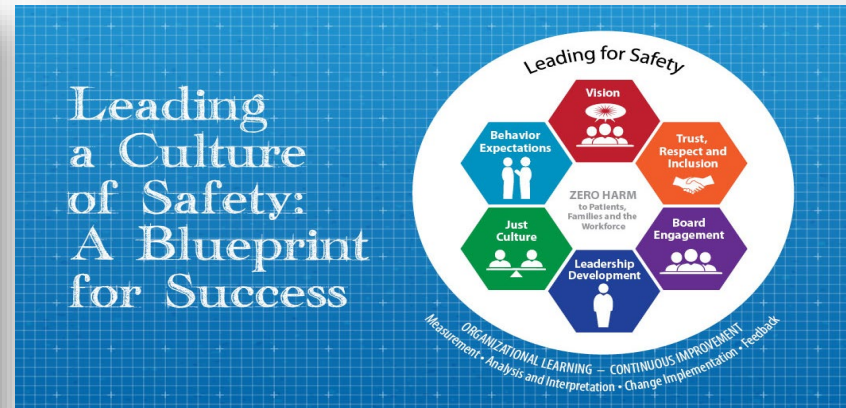 Leading
a Culture
of Safety:
A Blueprint
for Success
Leading for Safety
Vision
Trust,
Respect and
Inclusion
Board
Engagement
Leadership
Development
Just
Culture
Behavior
Expectations
ZERO HARM
to Patients,
Families and the
Workforce
ORGANIZATIONAL LEARNING – CONTINUOUS IMPROVEMENT
Measurement • Analysis and Interpretation • Change Implementation • Feedback